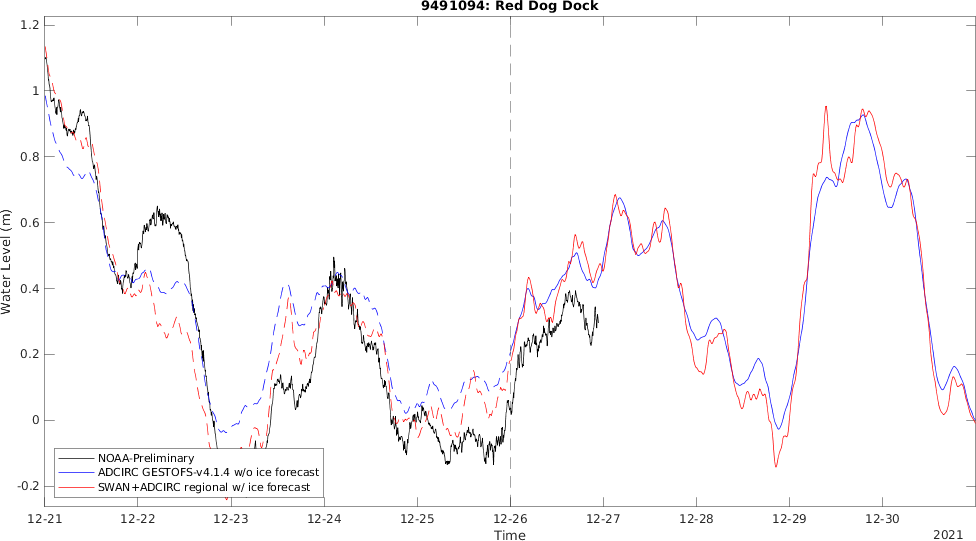 9491094: Red Dog Dock
1.2
1
0.8
0.6
0.4
0.2
0
-0.2
Water Level (m)
NOAA-Preliminary
ADCIRC GESTOFS-v4.1.4 w/o ice forecast
SWAN+ADCIRC regional w/ ice forecast
12-21 12-22 12-23 12-24 12-25 12-26 12-27 12-28 12-29 12-30
Time
2021